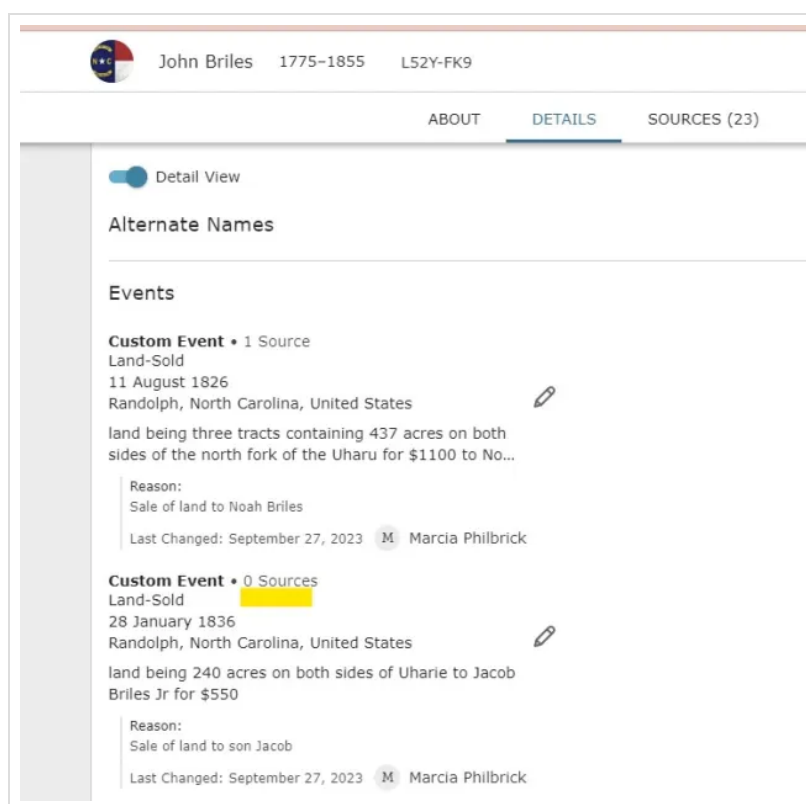 John Briles 1775–1855 L52Y-FK9
ABOUT DETAILS SOURCES (23)
Detail View
Alternate Names
Events
Custom Event • 1 Source
Land-Sold
11 August 1826
Randolph, North Carolina, United States
land being three tracts containing 437 acres on both
sides of the north fork of the Uharu for $1100 to No...
Reason:
Sale of land to Noah Briles
Last Changed: September 27, 2023 M Marcia Philbrick
Custom Event • 0 Sources
Land-Sold
28 January 1836
Randolph, North Carolina, United States
land being 240 acres on both sides of Uharie to Jacob
Briles Jr for $550
Reason:
Sale of land to son Jacob
Last Changed: September 27, 2023 M Marcia Philbrick